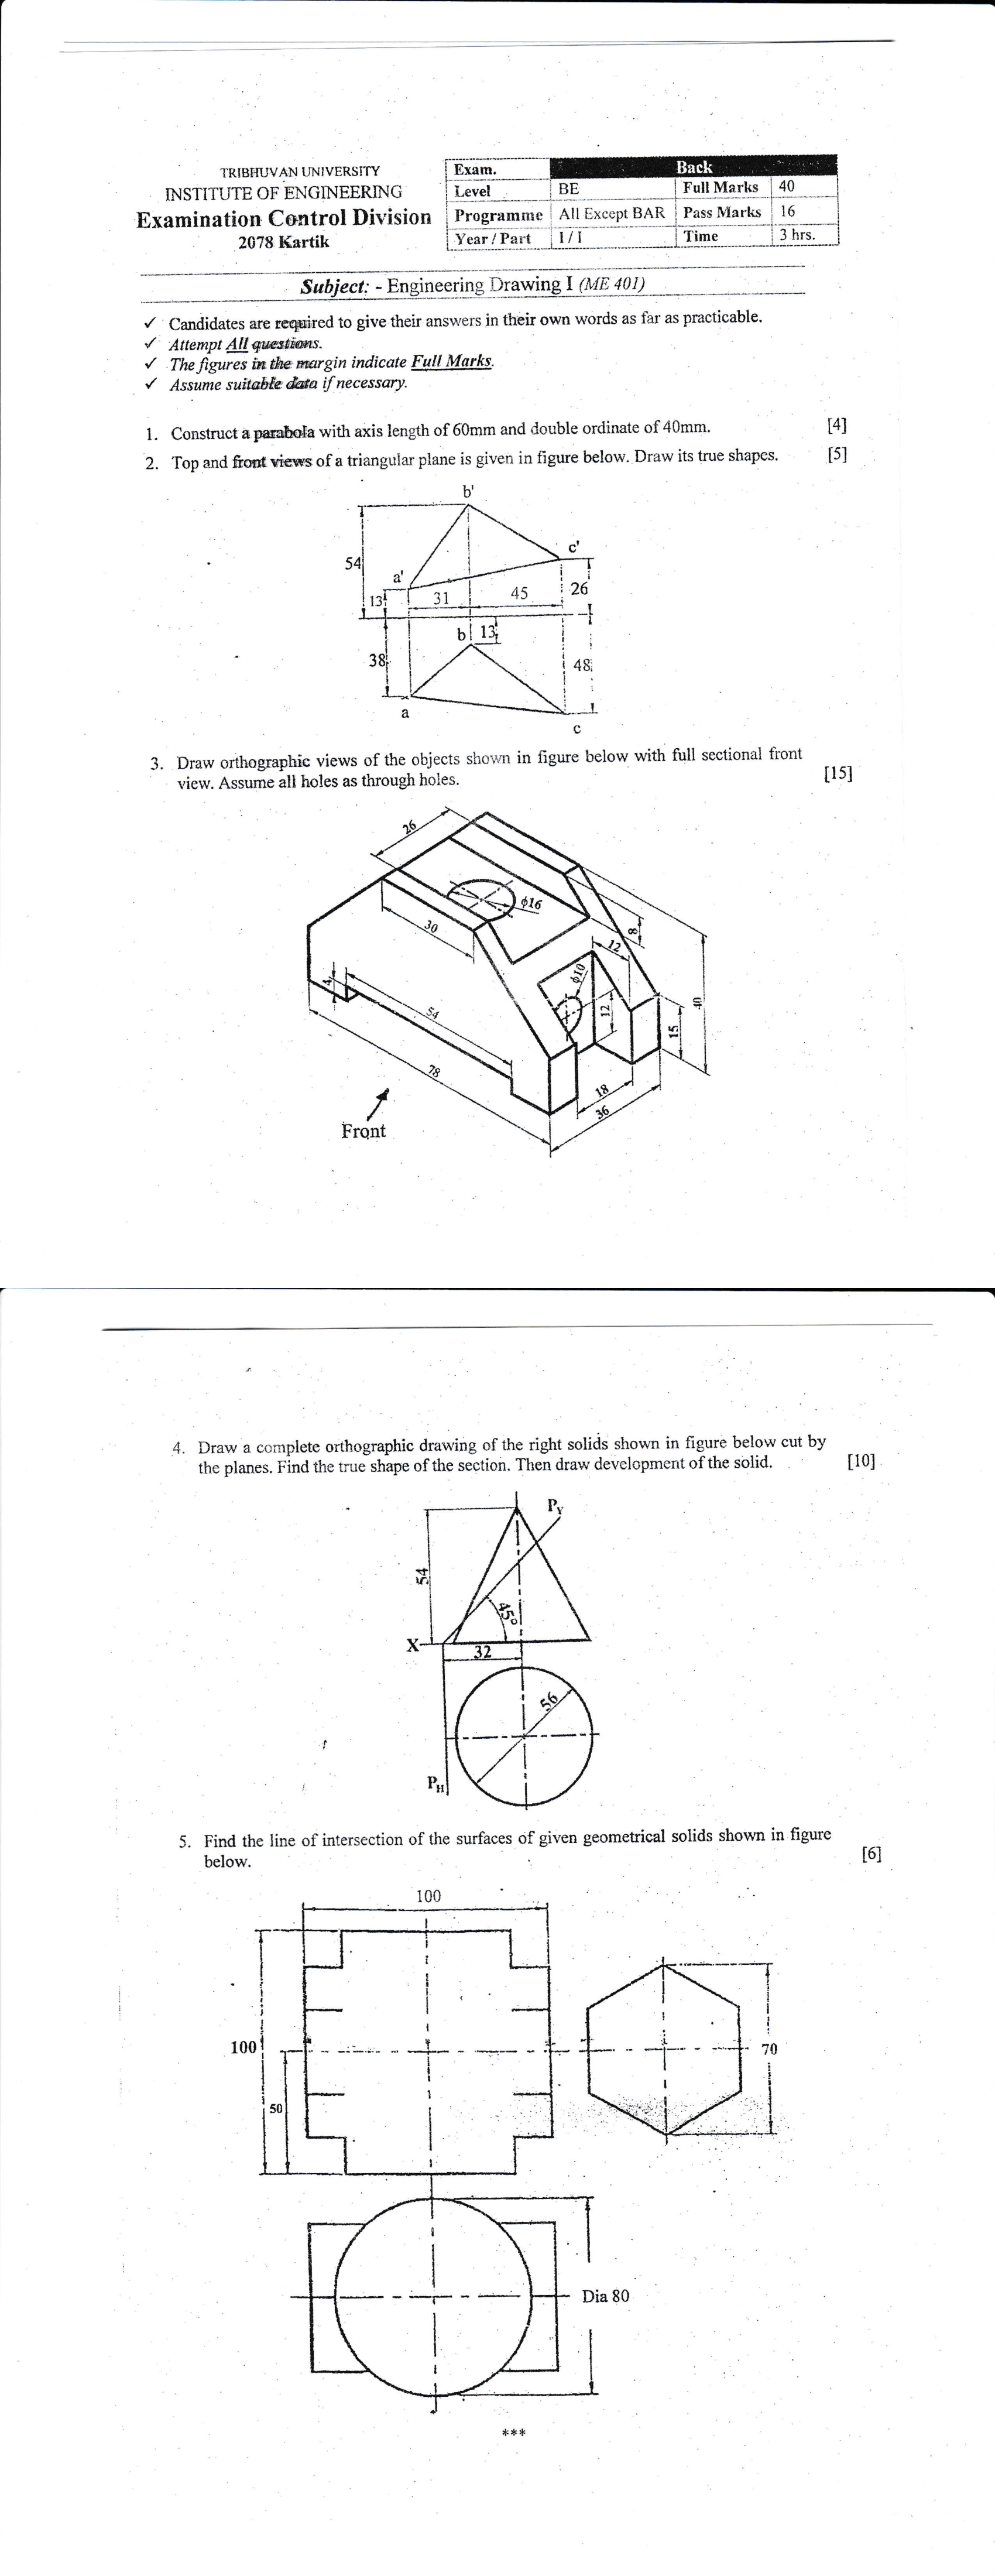 TRIBHUVAN UNIVERSITY
INSTITUTE OF ENGINEERING
Examination Control Division
2078 Kartik
Exam. Back
Level BE Full Marks 40
Programme All Except BAR Pass Marks 16
Year / Part I / I Time 3 hrs.
Subject: - Engineering Drawing I (ME 401)
✓ Candidates are required to give their answers in their own words as far as practicable.
✓ Attempt All questions.
✓ The figures in the margin indicate Full Marks.
✓ Assume suitable data if necessary.
1. Construct a parabola with axis length of 60mm and double ordinate of 40mm. [4]
2. Top and front views of a triangular plane is given in figure below. Draw its true shapes. [5]
b'
54
c'
a'
13
31
45
26
b
13
38
48
a
c
3. Draw orthographic views of the objects shown in figure below with full sectional front
view. Assume all holes as through holes. [15]
26
ϕ16
30
8
12
ϕ10
4
54
12
40
15
78
18
36
Front
4. Draw a complete orthographic drawing of the right solids shown in figure below cut by
the planes. Find the true shape of the section. Then draw development of the solid. [10]
PY
54
45°
X
32
56
PH
5. Find the line of intersection of the surfaces of given geometrical solids shown in figure
below. [6]
100
100
70
50
Dia 80
***